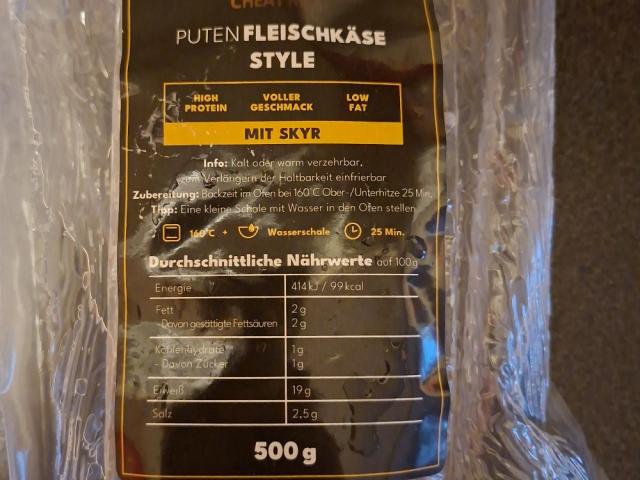 CHEAT
PUTEN FLEISCHKÄSE
STYLE
HIGH PROTEIN
VOLLER GESCHMACK
LOW FAT
MIT SKYR
Info: Kalt oder warm verzehrbar,
zum Verlängern der Haltbarkeit einfrierbar
Zubereitung: Backzeit im Ofen bei 160°C Ober-/Unterhitze 25 Min.
Tipp: Eine kleine Schale mit Wasser in den Ofen stellen
160°C + Wasserschale 25 Min.
Durchschnittliche Nährwerte auf 100g
Energie 414 kJ / 99 kcal
Fett 2 g
- Davon gesättigte Fettsäuren 2 g
Kohlenhydrate 1 g
- Davon Zucker 1 g
Eiweiß 19 g
Salz 2,5 g
500 g